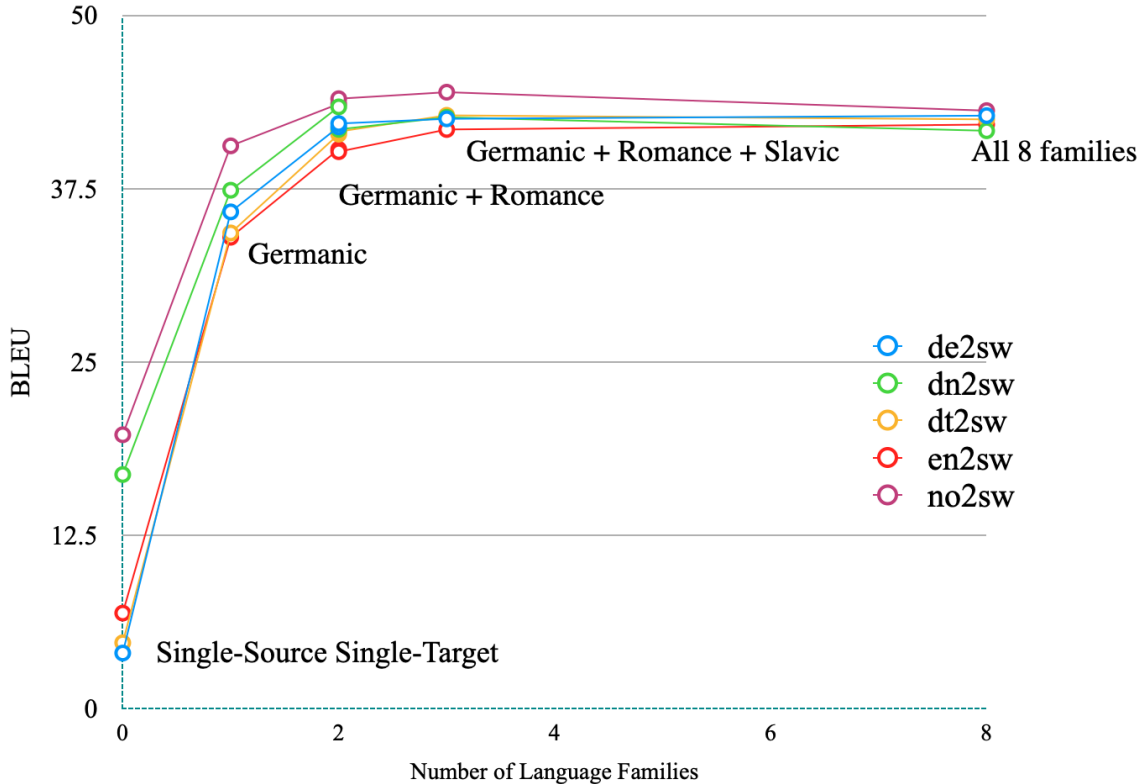 50
Germanic + Romance + Slavic
All 8 families
37.5
Germanic + Romance
Germanic
BLEU
25
de2sw
dn2sw
dt2sw
en2sw
no2sw
12.5
Single-Source Single-Target
0
0 2 4 6 8
Number of Language Families